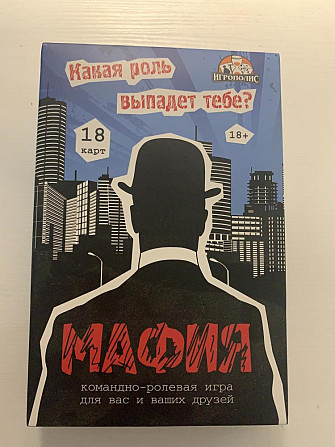 ИГРОПОЛИС
Какая роль
выпадет тебе?
18
карт
18+
МАФИЯ
командно-ролевая игра
для вас и ваших друзей